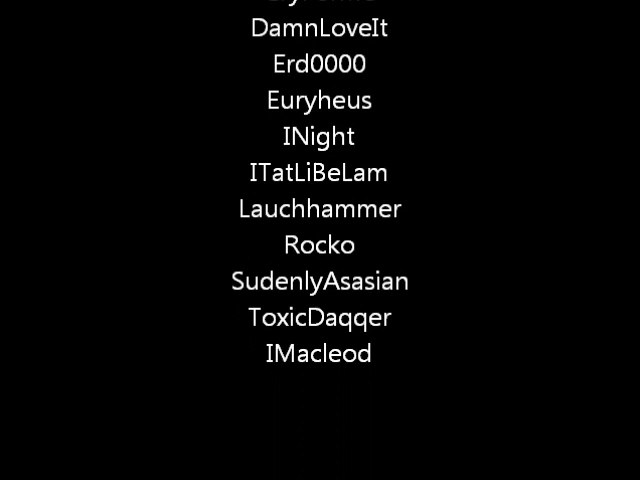 DamnLoveIt
Erd0000
Euryheus
INight
ITatLiBeLam
Lauchhammer
Rocko
SudenlyAsasian
ToxicDaqqer
IMacleod